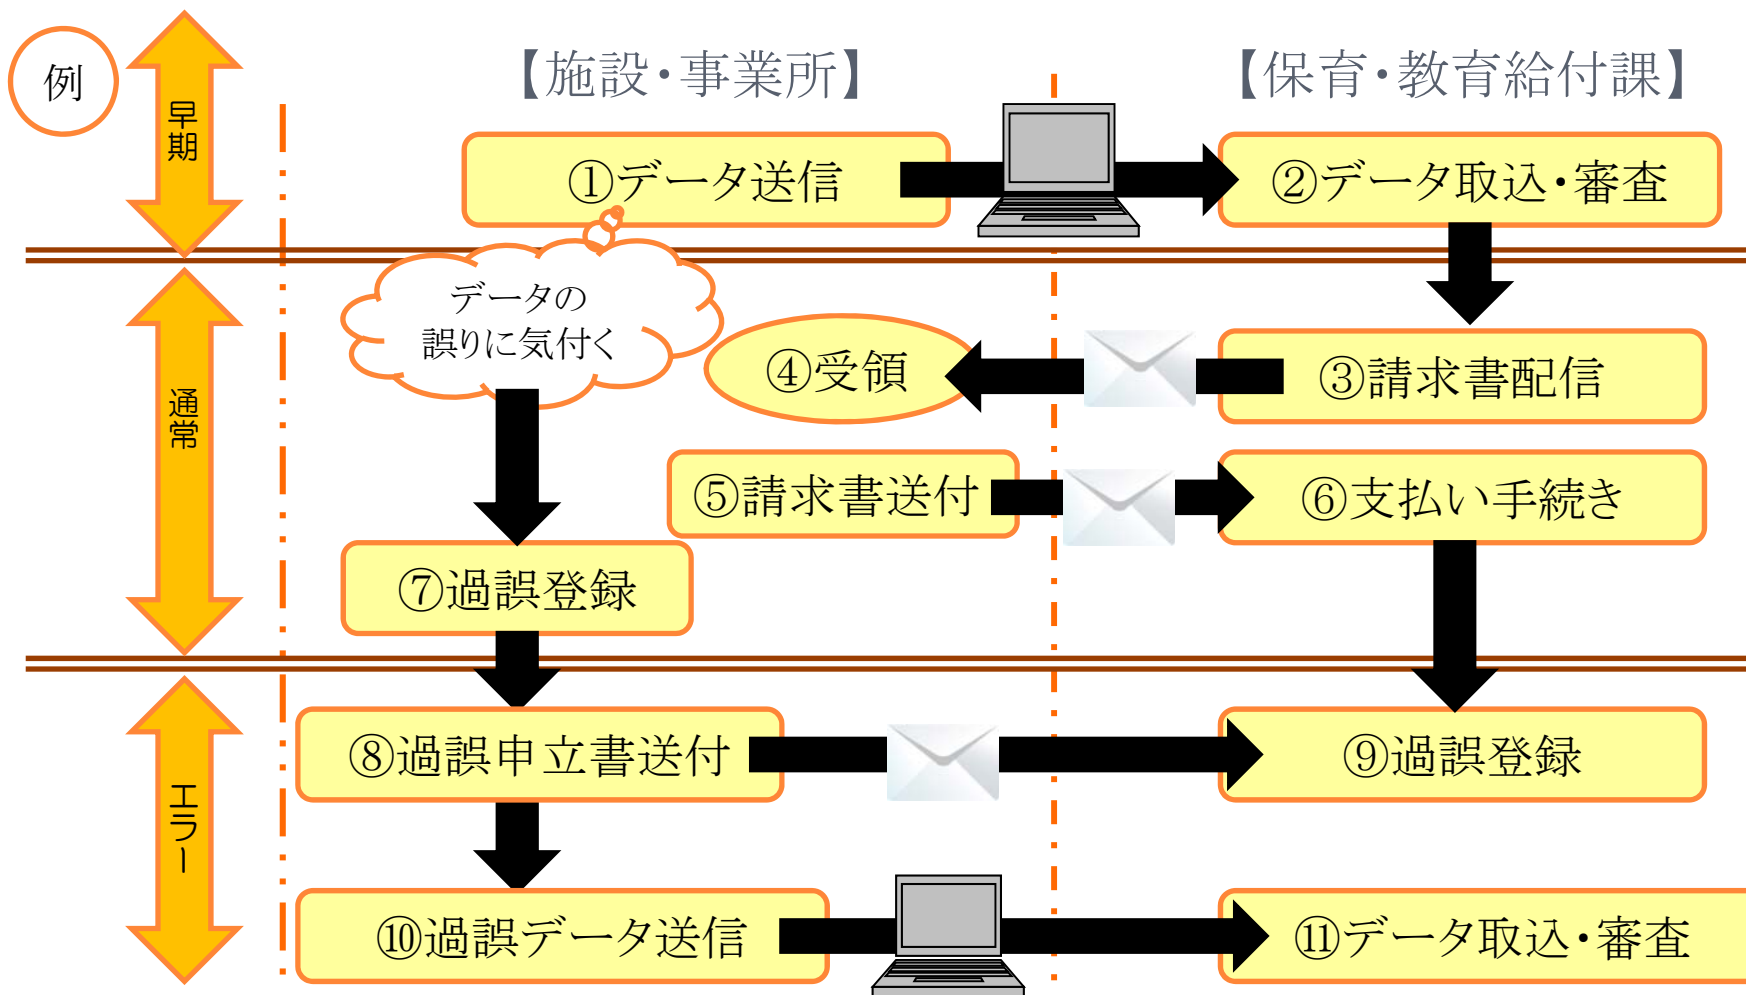 例
早期
【施設・事業所】
【保育・教育給付課】
①データ送信
②データ取込・審査
通常
データの
誤りに気付く
④受領
③請求書配信
⑤請求書送付
⑥支払い手続き
⑦過誤登録
エラー
⑧過誤申立書送付
⑨過誤登録
⑩過誤データ送信
⑪データ取込・審査